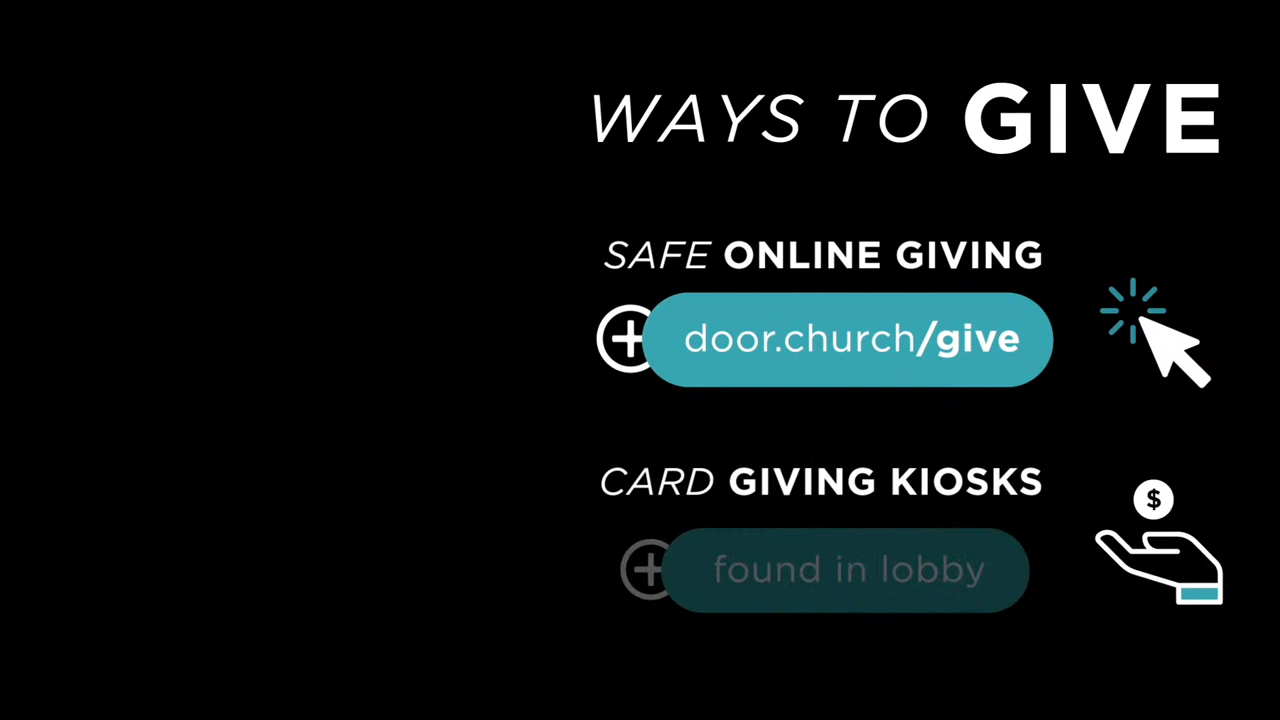 WAYS TO GIVE
SAFE ONLINE GIVING
door.church/give
CARD GIVING KIOSKS
$
found in lobby